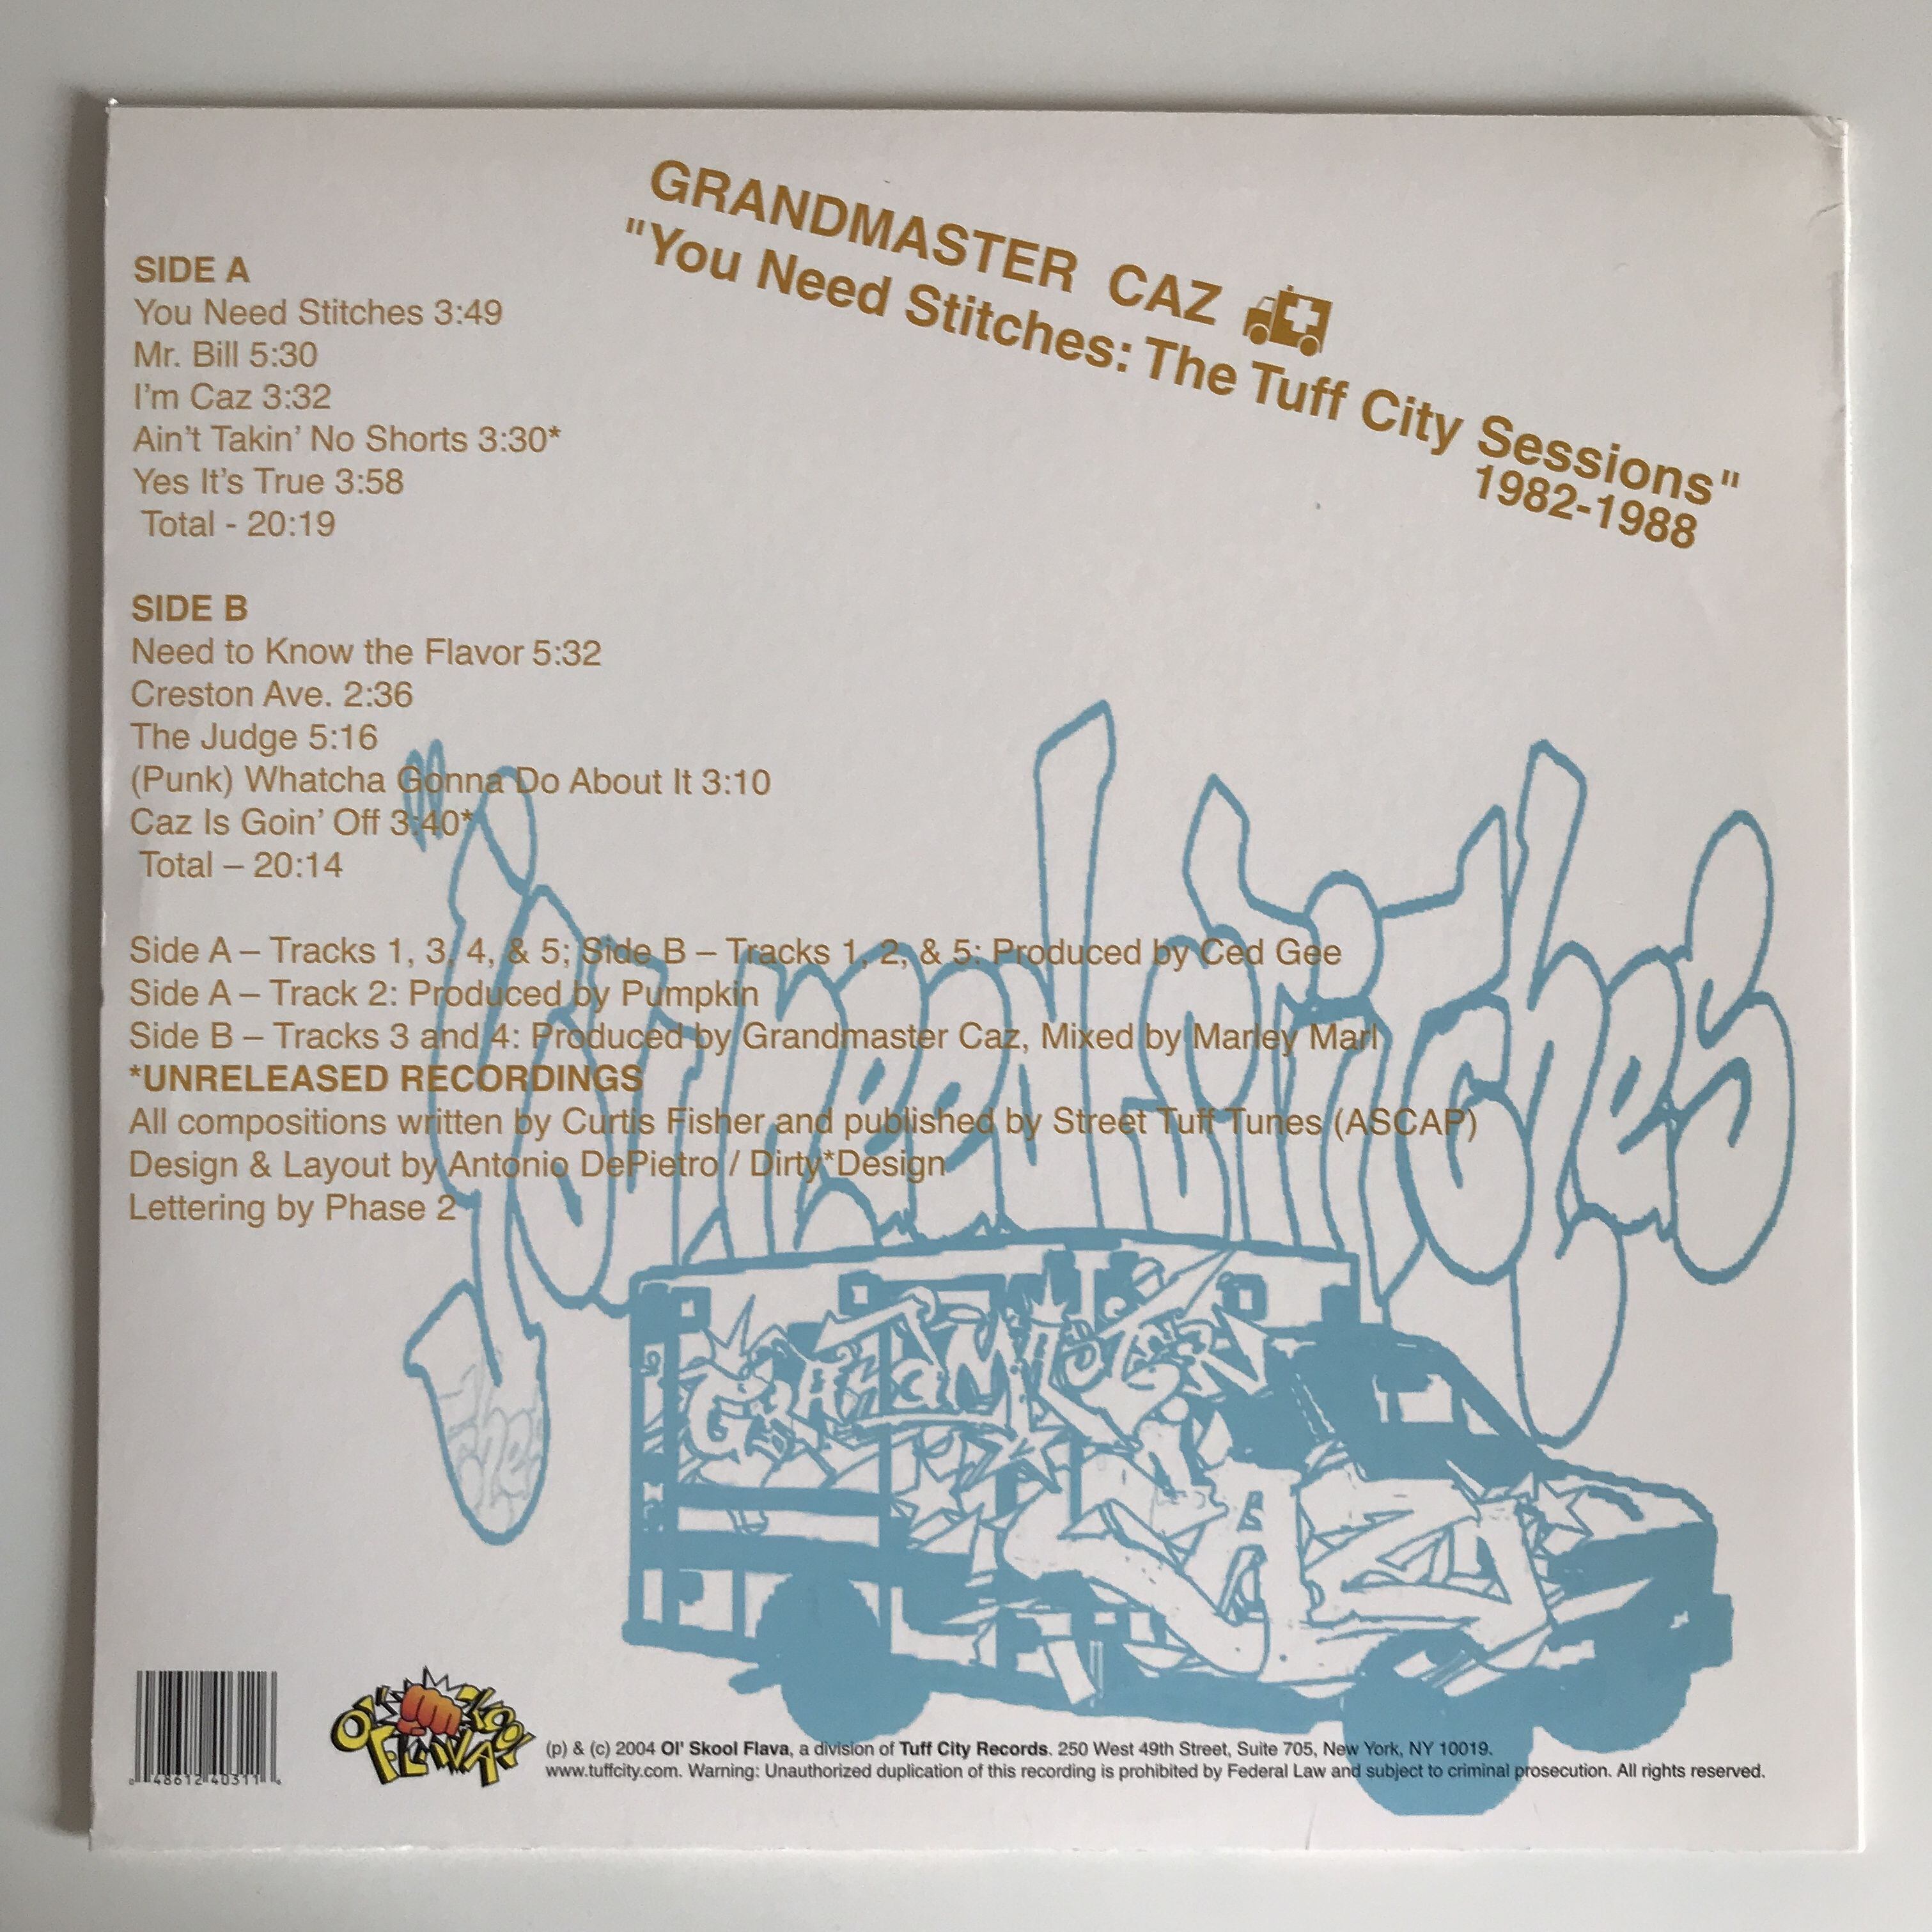 GRANDMASTER CAZ
"You Need Stitches: The Tuff City Sessions"
1982-1988
SIDE A
You Need Stitches 3:49
Mr. Bill 5:30
I'm Caz 3:32
Ain't Takin' No Shorts 3:30*
Yes It's True 3:58
Total - 20:19
SIDE B
Need to Know the Flavor 5:32
Creston Ave. 2:36
The Judge 5:16
(Punk) Whatcha Gonna Do About It 3:10
Caz Is Goin' Off 3:40*
Total – 20:14
Side A – Tracks 1, 3, 4, & 5; Side B – Tracks 1, 2, & 5: Produced by Ced Gee
Side A – Track 2: Produced by Pumpkin
Side B – Tracks 3 and 4: Produced by Grandmaster Caz, Mixed by Marley Marl
*UNRELEASED RECORDINGS
All compositions written by Curtis Fisher and published by Street Tuff Tunes (ASCAP)
Design & Layout by Antonio DePietro / Dirty*Design
Lettering by Phase 2
GRANDMASTER
CAZ
OL' SKOOL
FLAVA
(p) & (c) 2004 Ol' Skool Flava, a division of Tuff City Records. 250 West 49th Street, Suite 705, New York, NY 10019.
www.tuffcity.com. Warning: Unauthorized duplication of this recording is prohibited by Federal Law and subject to criminal prosecution. All rights reserved.